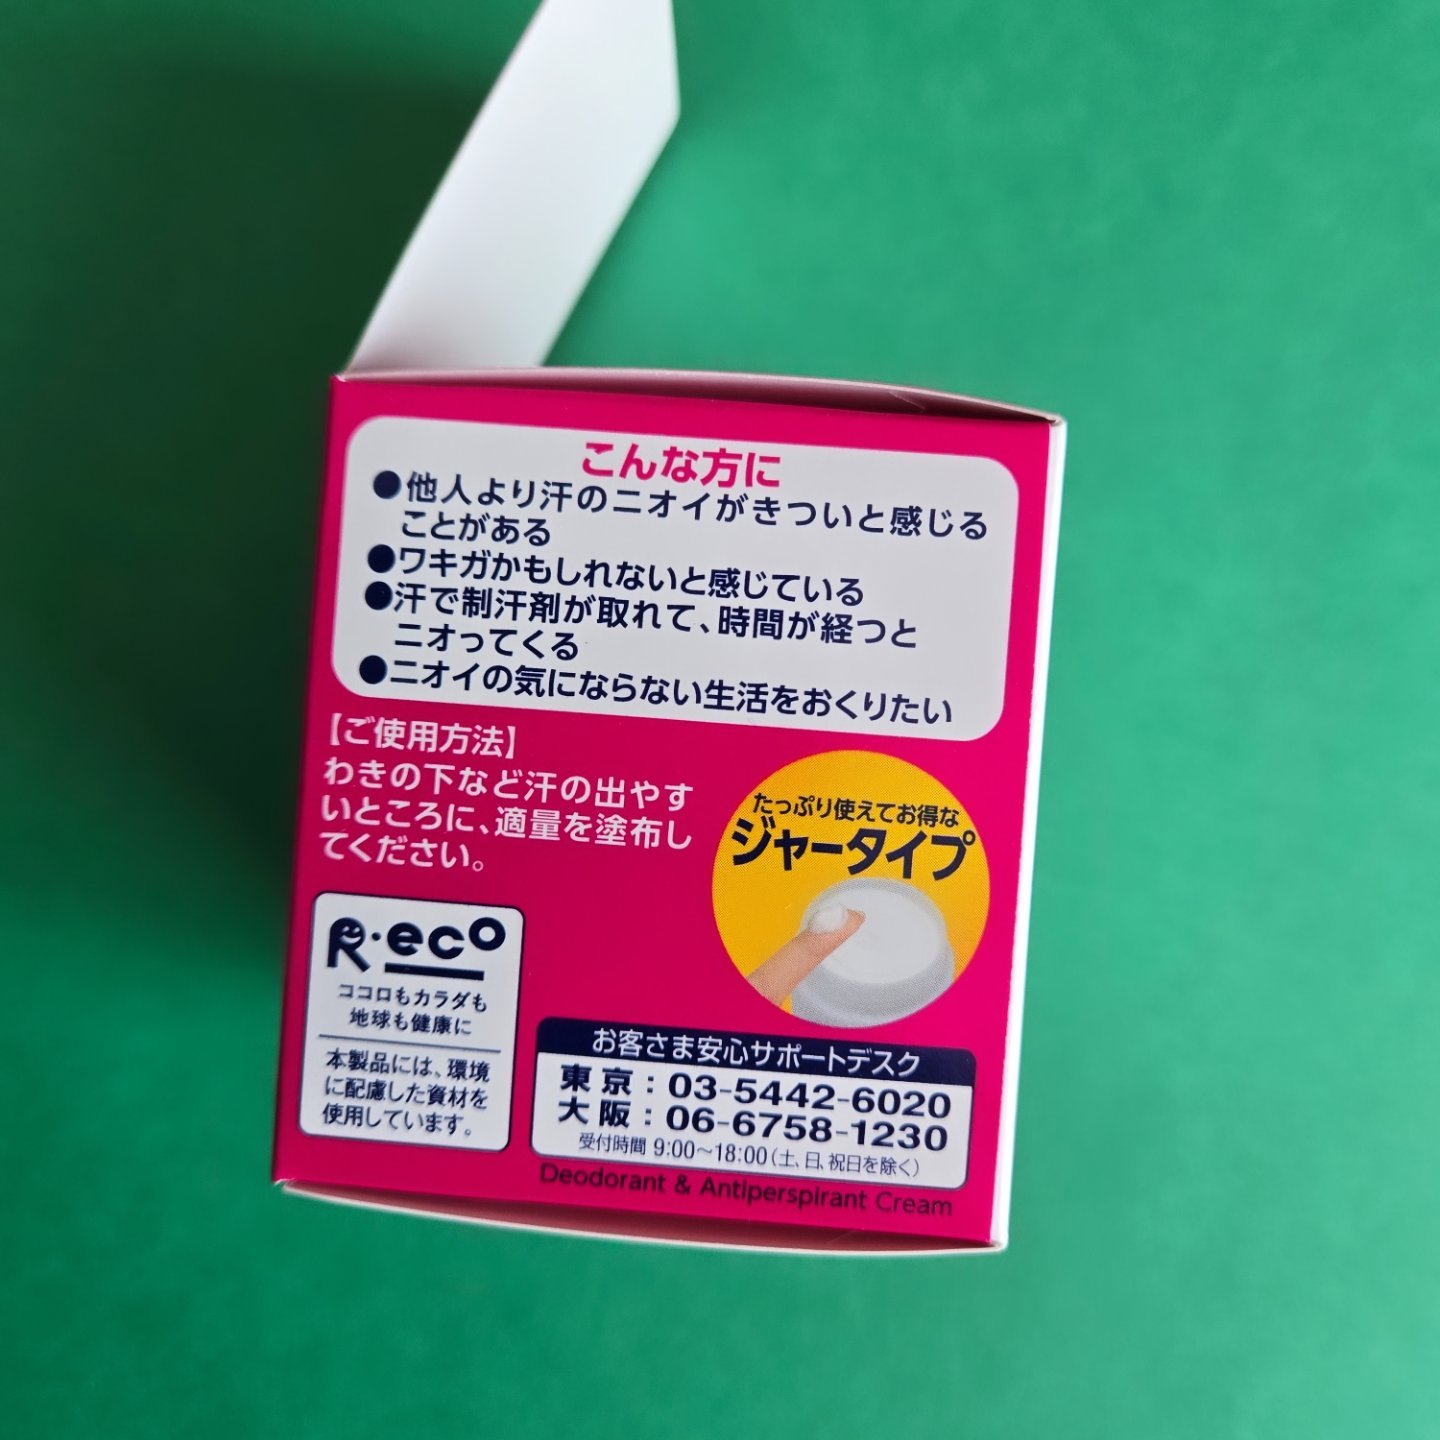 こんな方に
●他人より汗のニオイがきついと感じる
ことがある
●ワキガかもしれないと感じている
●汗で制汗剤が取れて、時間が経つと
ニオってくる
●ニオイの気にならない生活をおくりたい
【ご使用方法】
わきの下など汗の出やす
いところに、適量を塗布し
てください。
たっぷり使えてお得な
ジャータイプ
R・eco
ココロもカラダも
地球も健康に
本製品には、環境
に配慮した資材を
使用しています。
お客さま安心サポートデスク
東京：03-5442-6020
大阪：06-6758-1230
受付時間 9:00〜18:00（土、日、祝日を除く）
Deodorant & Antiperspirant Cream